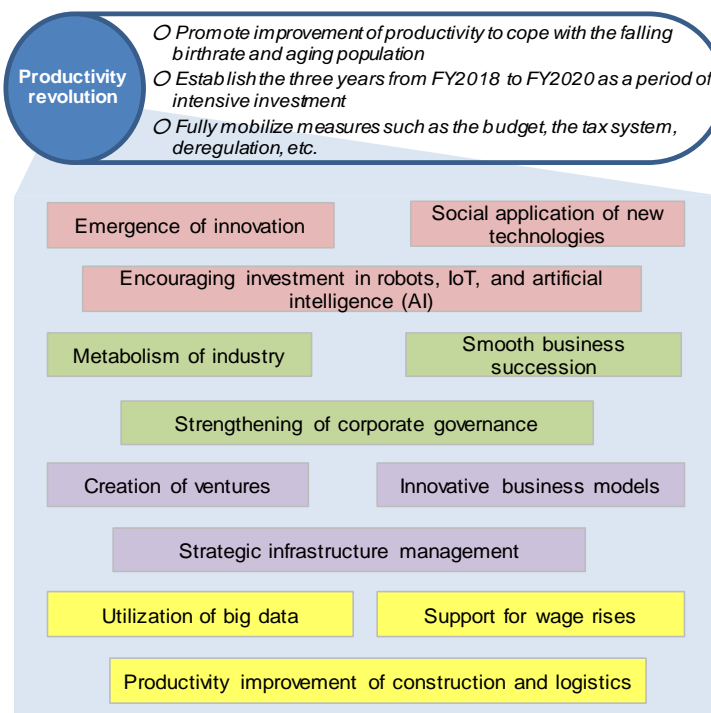 Productivity
revolution
○ Promote improvement of productivity to cope with the falling
birthrate and aging population
○ Establish the three years from FY2018 to FY2020 as a period of
intensive investment
○ Fully mobilize measures such as the budget, the tax system,
deregulation, etc.
Emergence of innovation
Social application of new
technologies
Encouraging investment in robots, IoT, and artificial
intelligence (AI)
Metabolism of industry
Smooth business
succession
Strengthening of corporate governance
Creation of ventures
Innovative business models
Strategic infrastructure management
Utilization of big data
Support for wage rises
Productivity improvement of construction and logistics